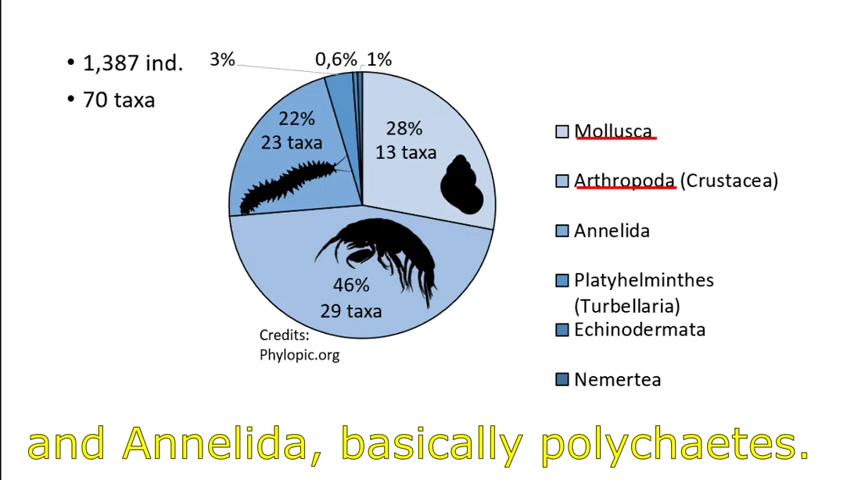 • 1,387 ind.
• 70 taxa
3%
0,6%
1%
22%
23 taxa
28%
13 taxa
46%
29 taxa
Credits:
Phylopic.org
Mollusca
Arthropoda (Crustacea)
Annelida
Platyhelminthes
(Turbellaria)
Echinodermata
Nemertea
and Annelida, basically polychaetes.